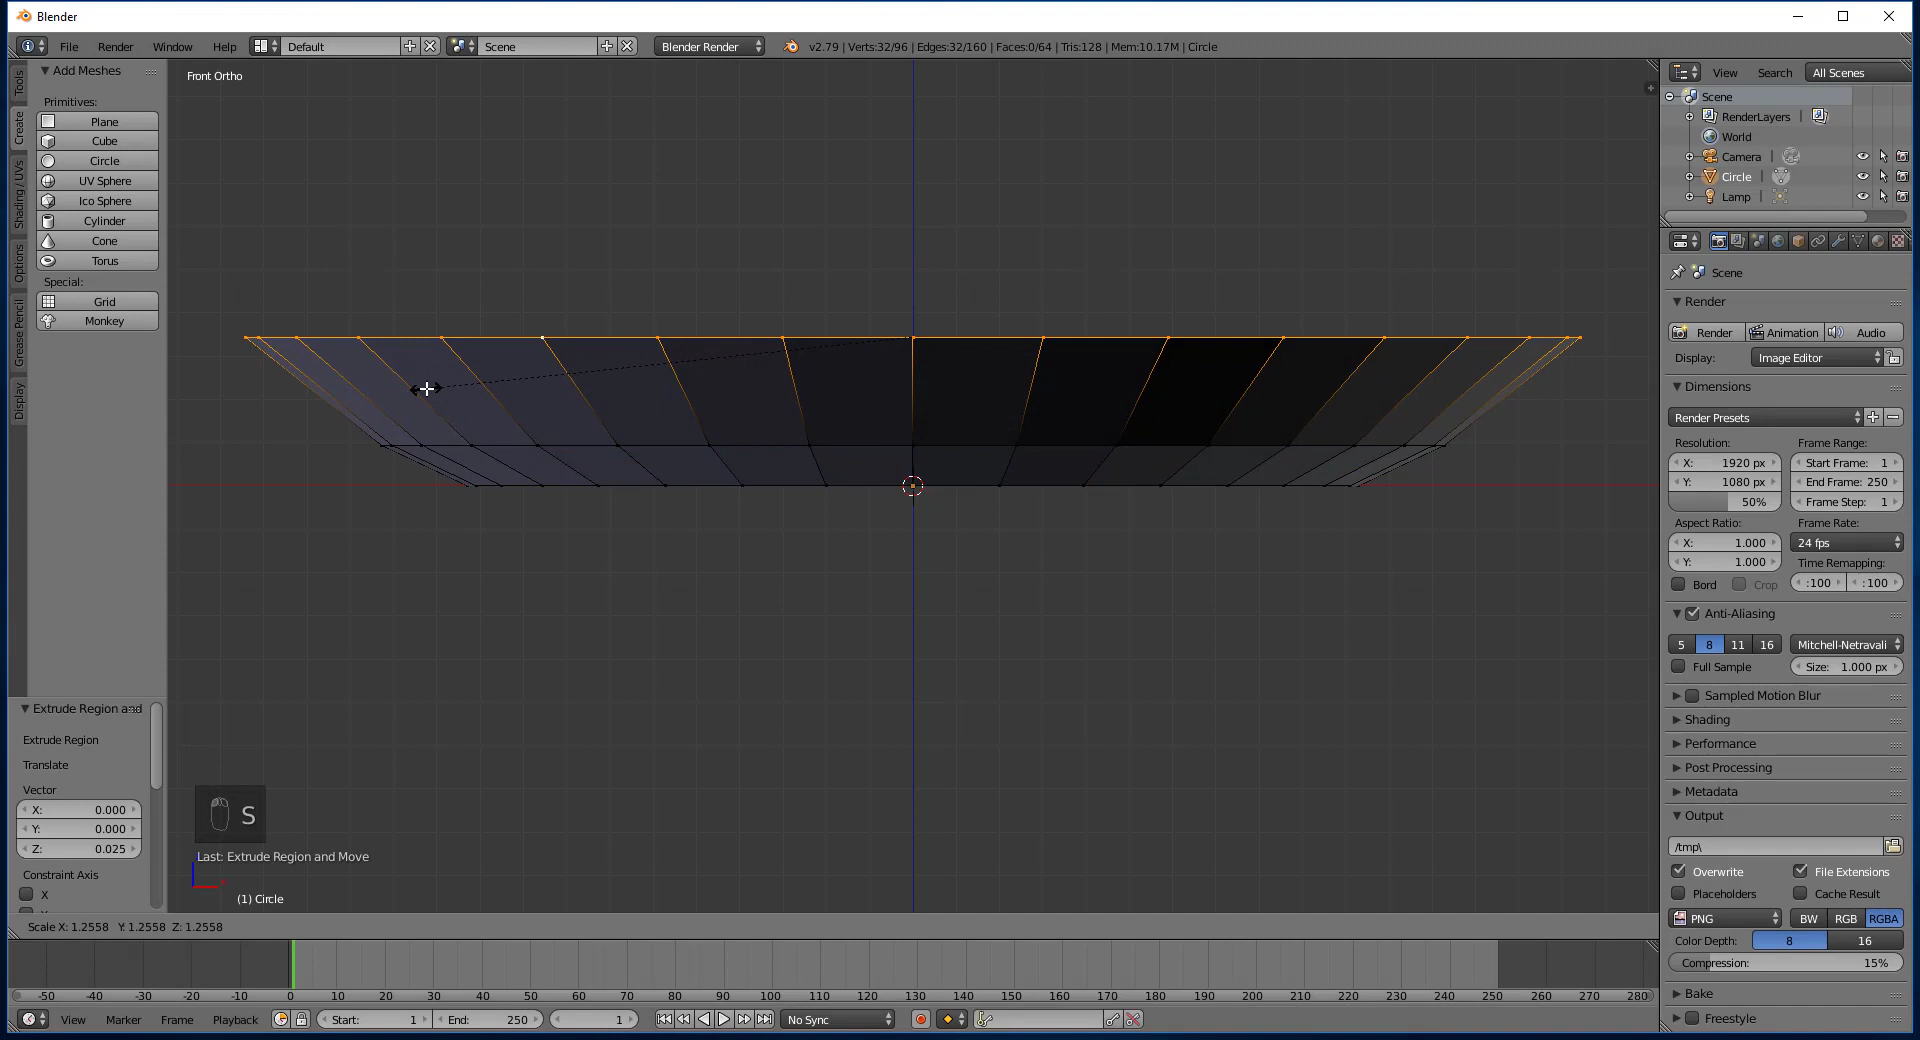 Blender
File Render Window Help Default Scene Blender Render v2.79 | Verts:32/96 | Edges:32/160 | Faces:0/64 | Tris:128 | Mem:10.17M | Circle
Tools
Create
Shading / UVs
Options
Grease Pencil
Display
Add Meshes
Primitives:
Plane
Cube
Circle
UV Sphere
Ico Sphere
Cylinder
Cone
Torus
Special:
Grid
Monkey
Extrude Region and
Extrude Region
Translate
Vector
X: 0.000
Y: 0.000
Z: 0.025
Constraint Axis
X
Front Ortho
S
Last: Extrude Region and Move
(1) Circle
Scale X: 1.2558 Y: 1.2558 Z: 1.2558
View Search All Scenes
Scene
RenderLayers |
World
Camera |
Circle |
Lamp |
Scene
Render
Render Animation Audio
Display: Image Editor
Dimensions
Render Presets
Resolution: Frame Range:
X: 1920 px Start Frame: 1
Y: 1080 px End Frame: 250
50% Frame Step: 1
Aspect Ratio: Frame Rate:
X: 1.000 24 fps
Y: 1.000 Time Remapping:
Bord Crop :100 :100
Anti-Aliasing
5 8 11 16 Mitchell-Netravali
Full Sample Size: 1.000 px
Sampled Motion Blur
Shading
Performance
Post Processing
Metadata
Output
/tmp\
Overwrite File Extensions
Placeholders Cache Result
PNG BW RGB RGBA
Color Depth: 8 16
Compression: 15%
Bake
Freestyle
-50 -40 -30 -20 -10 0 10 20 30 40 50 60 70 80 90 100 110 120 130 140 150 160 170 180 190 200 210 220 230 240 250 260 270 280
View Marker Frame Playback Start: 1 End: 250 1 No Sync